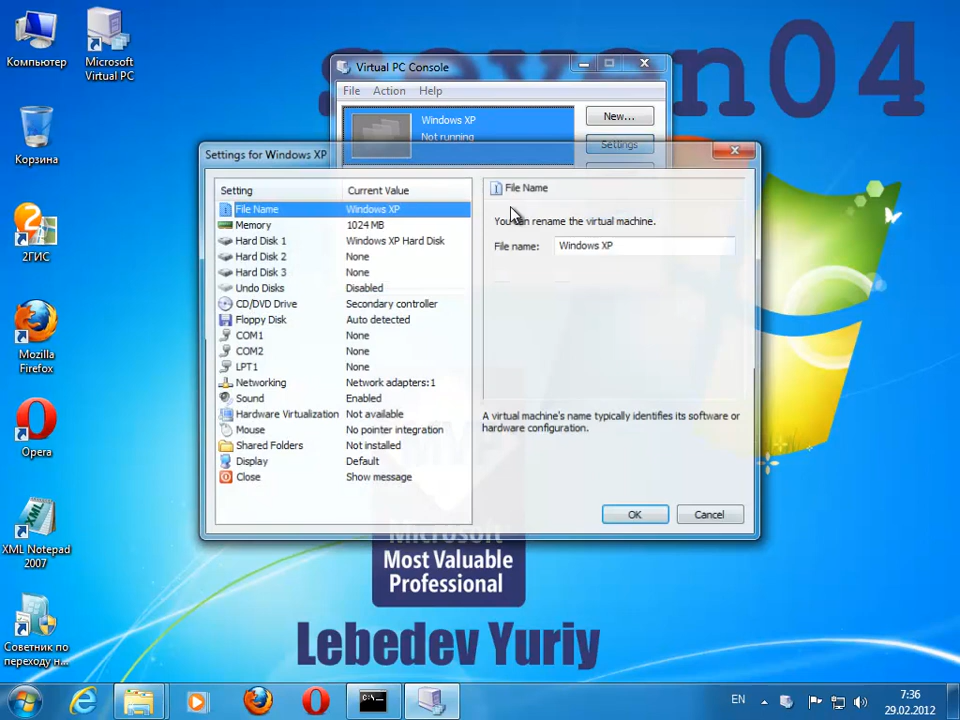 seven04
Компьютер
Microsoft
Virtual PC
Корзина
2ГИС
Mozilla
Firefox
Opera
XML Notepad
2007
Советник по
переходу н...
Virtual PC Console
File Action Help
Windows XP
Not running
New...
Settings
Settings for Windows XP
Setting Current Value
File Name Windows XP
Memory 1024 MB
Hard Disk 1 Windows XP Hard Disk
Hard Disk 2 None
Hard Disk 3 None
Undo Disks Disabled
CD/DVD Drive Secondary controller
Floppy Disk Auto detected
COM1 None
COM2 None
LPT1 None
Networking Network adapters:1
Sound Enabled
Hardware Virtualization Not available
Mouse No pointer integration
Shared Folders Not installed
Display Default
Close Show message
File Name
You can rename the virtual machine.
File name: Windows XP
A virtual machine's name typically identifies its software or
hardware configuration.
OK Cancel
MVP
Microsoft
Most Valuable
Professional
Lebedev Yuriy
EN
7:36
29.02.2012